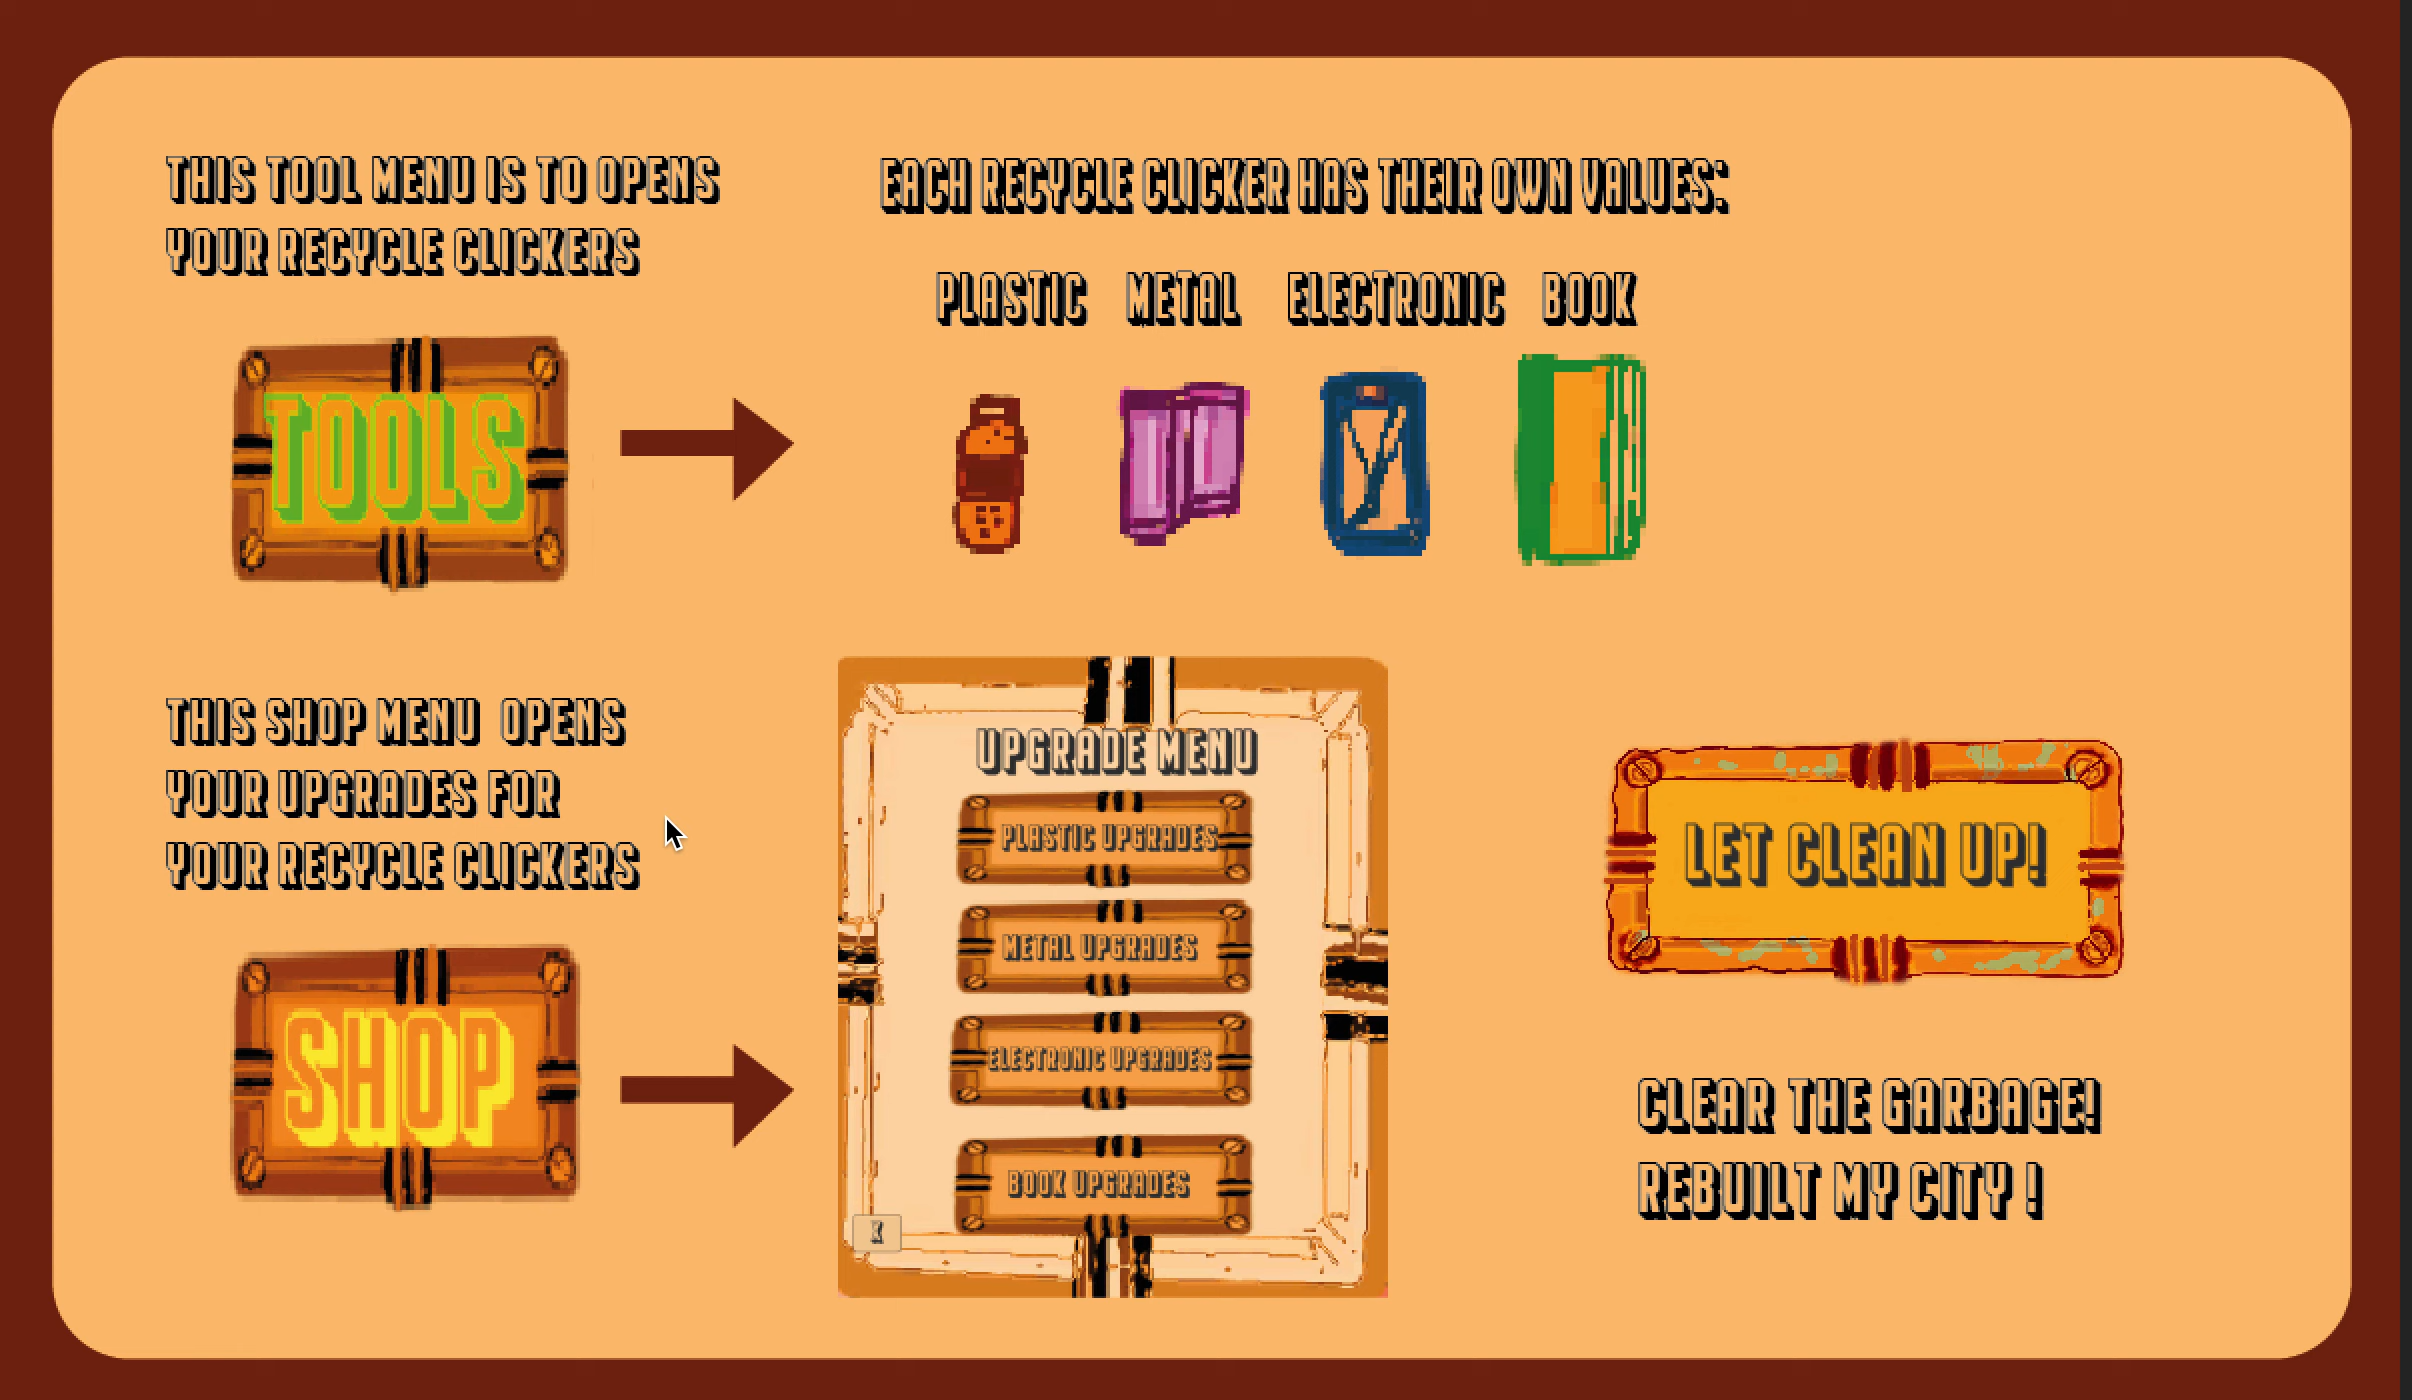 THIS TOOL MENU IS TO OPENS
YOUR RECYCLE CLICKERS
TOOLS
EACH RECYCLE CLICKER HAS THEIR OWN VALUES:
PLASTIC METAL ELECTRONIC BOOK
THIS SHOP MENU OPENS
YOUR UPGRADES FOR
YOUR RECYCLE CLICKERS
SHOP
UPGRADE MENU
PLASTIC UPGRADES
METAL UPGRADES
ELECTRONIC UPGRADES
BOOK UPGRADES
X
LET CLEAN UP!
CLEAR THE GARBAGE!
REBUILT MY CITY !